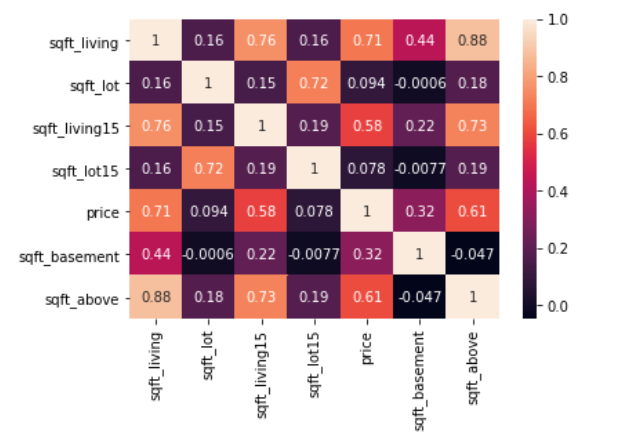 sqft_living 1 0.16 0.76 0.16 0.71 0.44 0.88
sqft_lot 0.16 1 0.15 0.72 0.094 -0.0006 0.18
sqft_living15 0.76 0.15 1 0.19 0.58 0.22 0.73
sqft_lot15 0.16 0.72 0.19 1 0.078 -0.0077 0.19
price 0.71 0.094 0.58 0.078 1 0.32 0.61
sqft_basement 0.44 -0.0006 0.22 -0.0077 0.32 1 -0.047
sqft_above 0.88 0.18 0.73 0.19 0.61 -0.047 1
sqft_living
sqft_lot
sqft_living15
sqft_lot15
price
sqft_basement
sqft_above
1.0
0.8
0.6
0.4
0.2
0.0